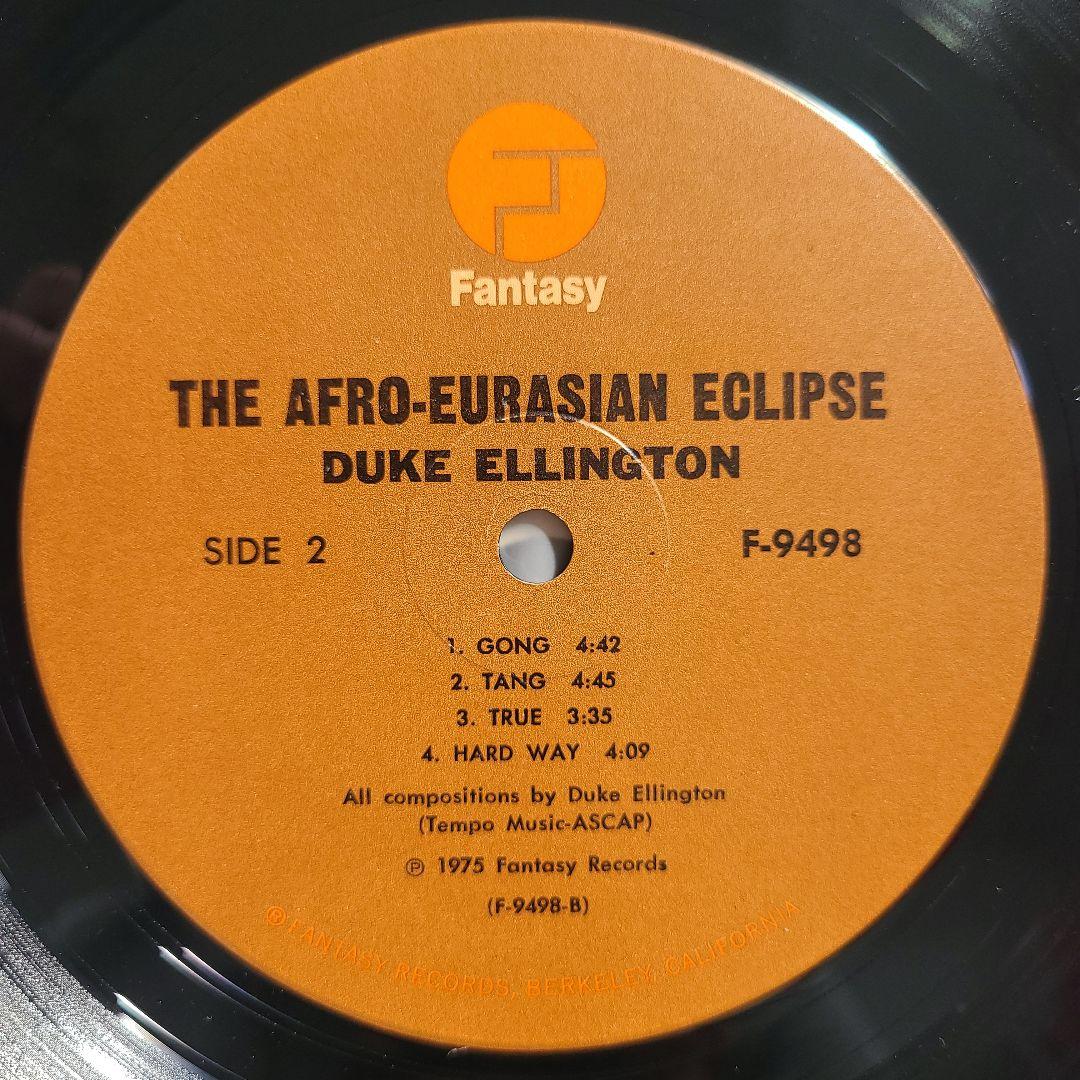 Fantasy
THE AFRO-EURASIAN ECLIPSE
DUKE ELLINGTON
SIDE 2
F-9498
1. GONG 4:42
2. TANG 4:45
3. TRUE 3:35
4. HARD WAY 4:09
All compositions by Duke Ellington
(Tempo Music-ASCAP)
℗ 1975 Fantasy Records
(F-9498-B)
® FANTASY RECORDS, BERKELEY, CALIFORNIA